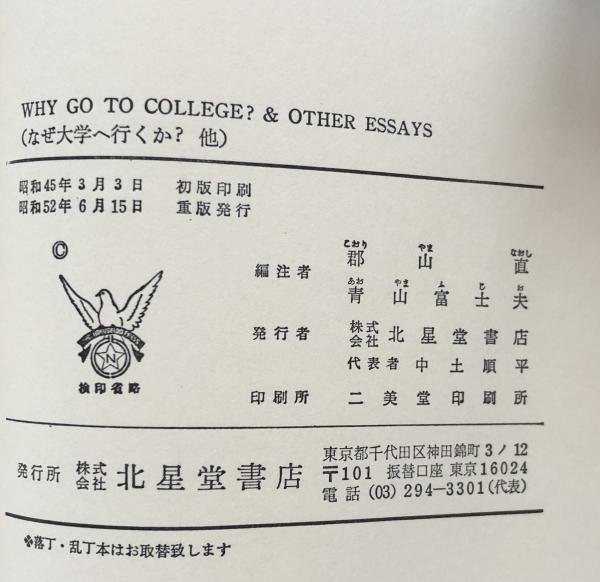 WHY GO TO COLLEGE? & OTHER ESSAYS
(なぜ大学へ行くか? 他)
昭和45年3月3日 初版印刷
昭和52年6月15日 重版発行
©
編注者 郡山直
こおり やま なおし
青山富士夫
あお やま ふ じ お
発行者 株式会社 北星堂書店
代表者 中土順平
印刷所 二美堂印刷所
N
検印省略
発行所 株式会社 北星堂書店
東京都千代田区神田錦町3ノ12
〒101 振替口座 東京16024
電話 (03) 294-3301(代表)
※落丁・乱丁本はお取替致します